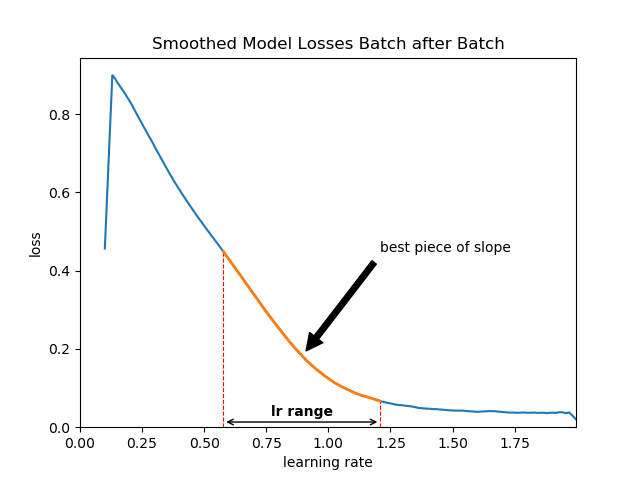 Smoothed Model Losses Batch after Batch
0.8
0.6
0.4
0.2
0.0
loss
best piece of slope
lr range
0.00 0.25 0.50 0.75 1.00 1.25 1.50 1.75
learning rate